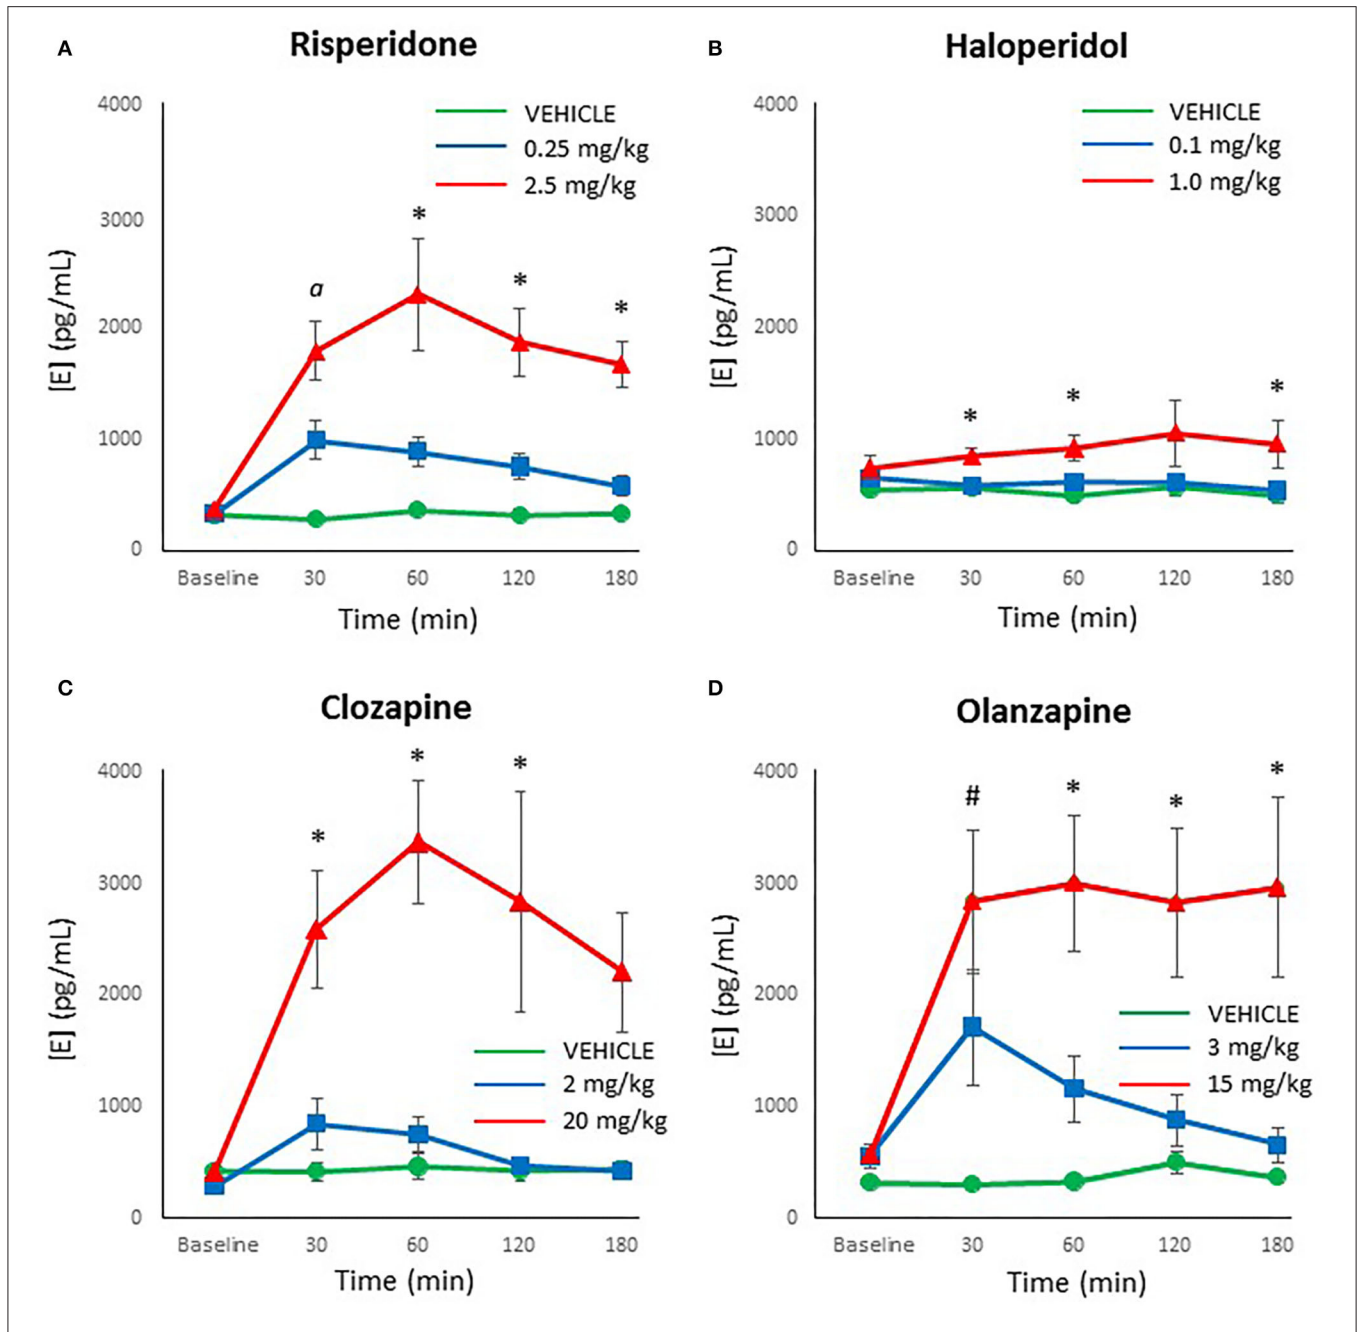 A
Risperidone
4000
3000
2000
1000
0
[E] (pg/mL)
VEHICLE
0.25 mg/kg
2.5 mg/kg
a
*
*
*
Baseline 30 60 120 180
Time (min)
B
Haloperidol
4000
3000
2000
1000
0
[E] (pg/mL)
VEHICLE
0.1 mg/kg
1.0 mg/kg
*
*
*
Baseline 30 60 120 180
Time (min)
C
Clozapine
4000
3000
2000
1000
0
[E] (pg/mL)
*
*
*
VEHICLE
2 mg/kg
20 mg/kg
Baseline 30 60 120 180
Time (min)
D
Olanzapine
4000
3000
2000
1000
0
[E] (pg/mL)
#
*
*
*
VEHICLE
3 mg/kg
15 mg/kg
Baseline 30 60 120 180
Time (min)